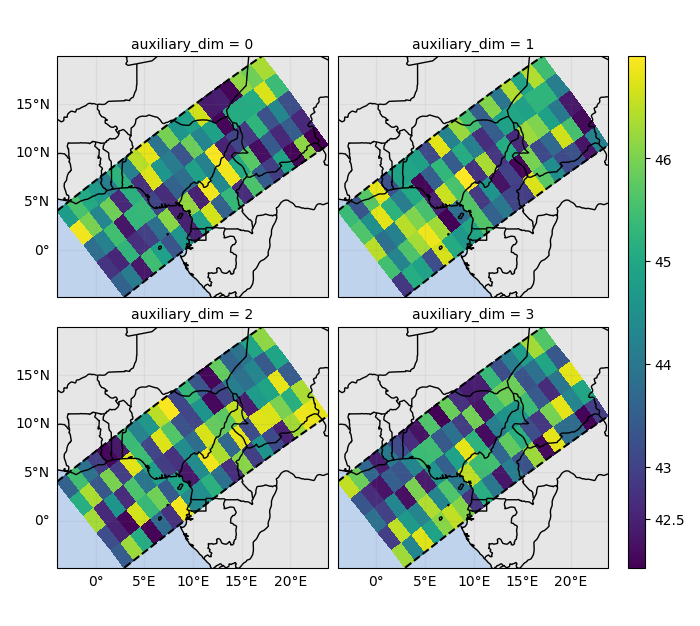 auxiliary_dim = 0
auxiliary_dim = 1
15°N
10°N
5°N
0°
auxiliary_dim = 2
auxiliary_dim = 3
15°N
10°N
5°N
0°
0° 5°E 10°E 15°E 20°E
0° 5°E 10°E 15°E 20°E
46
45
44
43
42.5